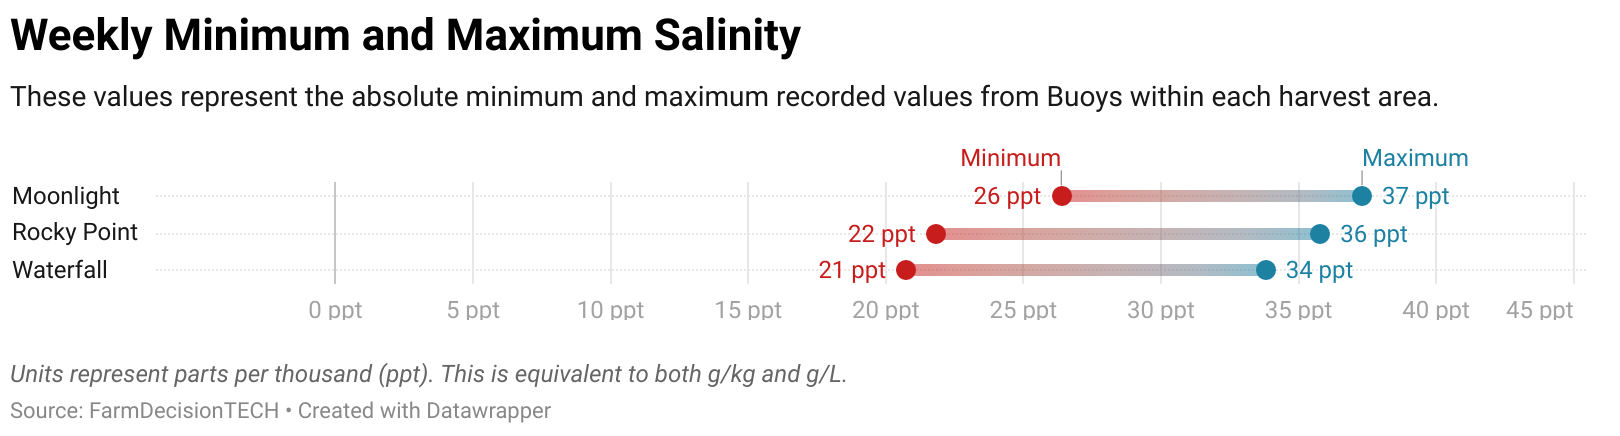 Weekly Minimum and Maximum Salinity
These values represent the absolute minimum and maximum recorded values from Buoys within each harvest area.
Minimum Maximum
Moonlight 26 ppt 37 ppt
Rocky Point 22 ppt 36 ppt
Waterfall 21 ppt 34 ppt
0 ppt 5 ppt 10 ppt 15 ppt 20 ppt 25 ppt 30 ppt 35 ppt 40 ppt 45 ppt
Units represent parts per thousand (ppt). This is equivalent to both g/kg and g/L.
Source: FarmDecisionTECH • Created with Datawrapper